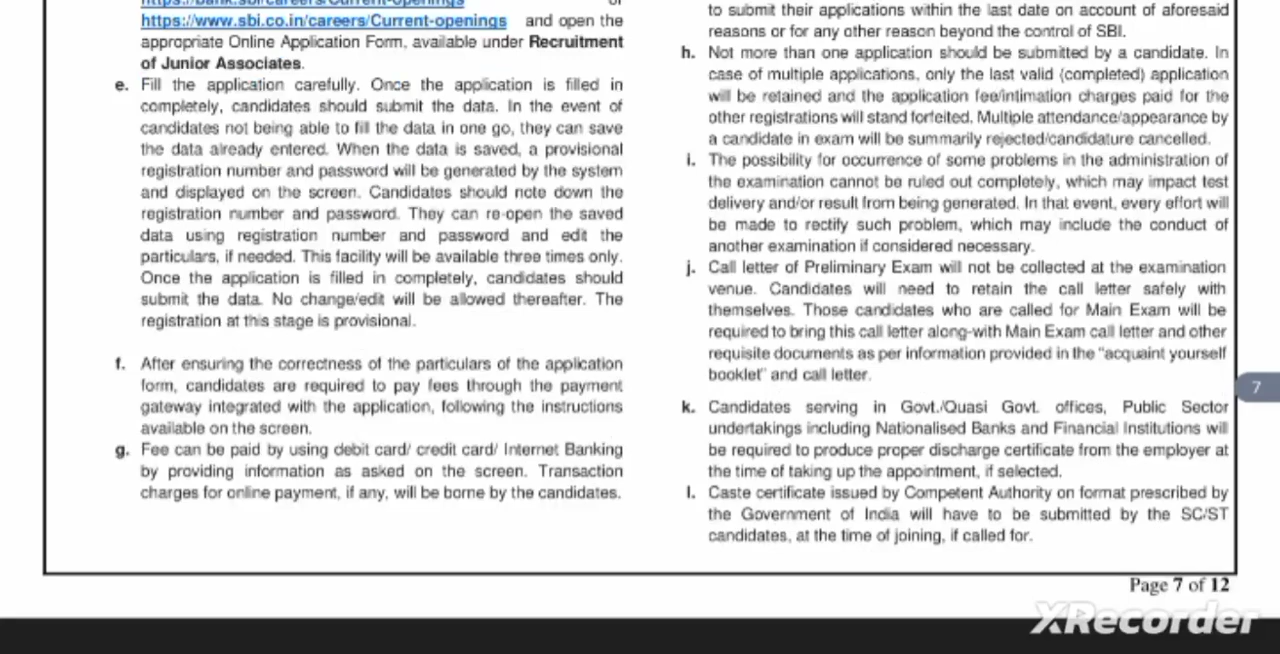 https://bank.sbi/careers/Current-openings or
https://www.sbi.co.in/careers/Current-openings and open the
appropriate Online Application Form, available under Recruitment
of Junior Associates.
e. Fill the application carefully. Once the application is filled in
completely, candidates should submit the data. In the event of
candidates not being able to fill the data in one go, they can save
the data already entered. When the data is saved, a provisional
registration number and password will be generated by the system
and displayed on the screen. Candidates should note down the
registration number and password. They can re-open the saved
data using registration number and password and edit the
particulars, if needed. This facility will be available three times only.
Once the application is filled in completely, candidates should
submit the data. No change/edit will be allowed thereafter. The
registration at this stage is provisional.
f. After ensuring the correctness of the particulars of the application
form, candidates are required to pay fees through the payment
gateway integrated with the application, following the instructions
available on the screen.
g. Fee can be paid by using debit card/ credit card/ Internet Banking
by providing information as asked on the screen. Transaction
charges for online payment, if any, will be borne by the candidates.
to submit their applications within the last date on account of aforesaid
reasons or for any other reason beyond the control of SBI.
h. Not more than one application should be submitted by a candidate. In
case of multiple applications, only the last valid (completed) application
will be retained and the application fee/intimation charges paid for the
other registrations will stand forfeited. Multiple attendance/appearance by
a candidate in exam will be summarily rejected/candidature cancelled.
i. The possibility for occurrence of some problems in the administration of
the examination cannot be ruled out completely, which may impact test
delivery and/or result from being generated. In that event, every effort will
be made to rectify such problem, which may include the conduct of
another examination if considered necessary.
j. Call letter of Preliminary Exam will not be collected at the examination
venue. Candidates will need to retain the call letter safely with
themselves. Those candidates who are called for Main Exam will be
required to bring this call letter along-with Main Exam call letter and other
requisite documents as per information provided in the "acquaint yourself
booklet" and call letter.
k. Candidates serving in Govt./Quasi Govt. offices, Public Sector
undertakings including Nationalised Banks and Financial Institutions will
be required to produce proper discharge certificate from the employer at
the time of taking up the appointment, if selected.
l. Caste certificate issued by Competent Authority on format prescribed by
the Government of India will have to be submitted by the SC/ST
candidates, at the time of joining, if called for.
7
Page 7 of 12
XRecorder